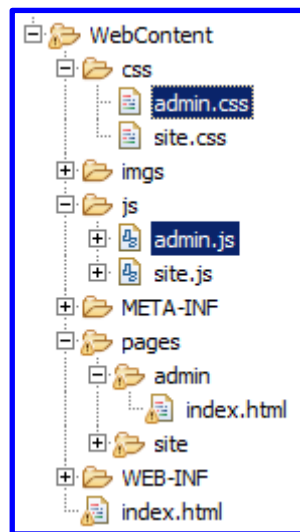 WebContent
css
admin.css
site.css
imgs
js
admin.js
site.js
META-INF
pages
admin
index.html
site
WEB-INF
index.html